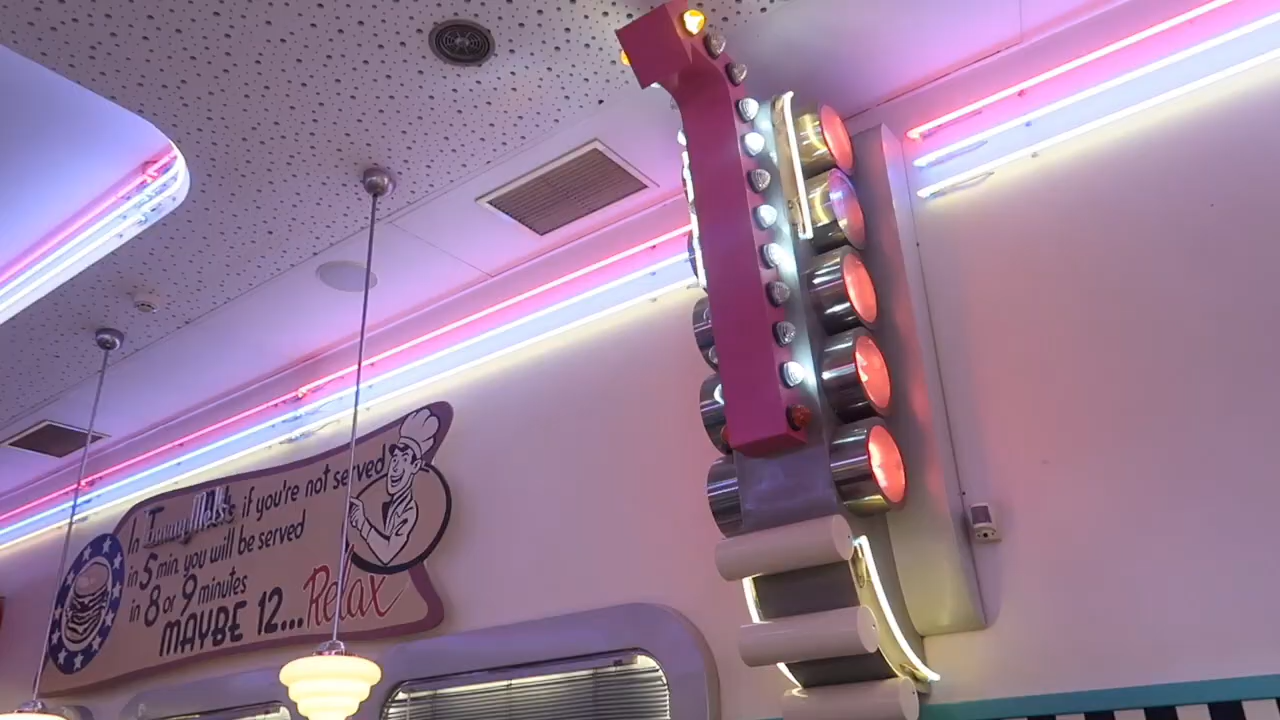 In Tommy Mel's if you're not served
in 5 min. you will be served
in 8 or 9 minutes
MAYBE 12... Relax